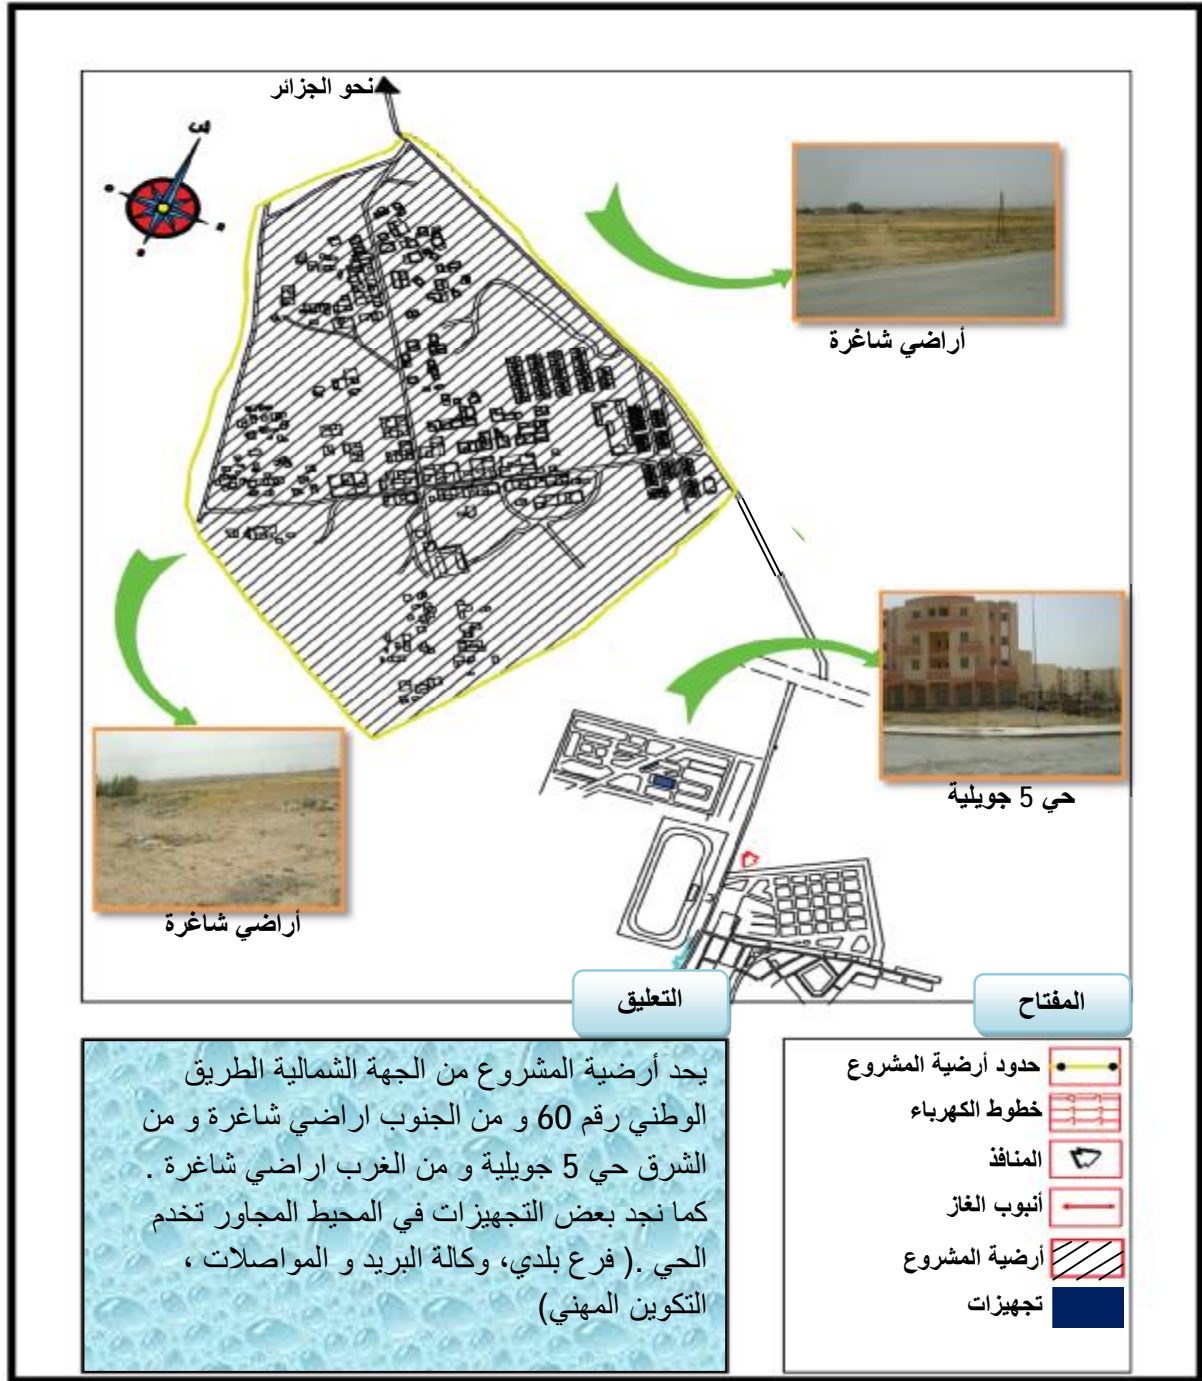 نحو الجزائر
س
أراضي شاغرة
حي 5 جويلية
أراضي شاغرة
التعليق
المفتاح
يحد أرضية المشروع من الجهة الشمالية الطريق
الوطني رقم 60 و من الجنوب اراضي شاغرة و من
الشرق حي 5 جويلية و من الغرب اراضي شاغرة .
كما نجد بعض التجهيزات في المحيط المجاور تخدم
الحي .( فرع بلدي، وكالة البريد و المواصلات ،
التكوين المهني)
حدود أرضية المشروع
خطوط الكهرباء
المنافذ
أنبوب الغاز
أرضية المشروع
تجهيزات